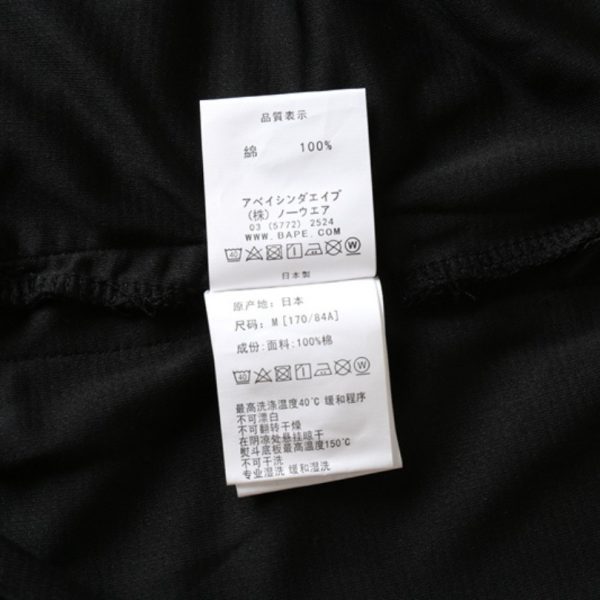 品質表示
綿 100%
アベイシンダエイプ
(株) ノーウエア
03 (5772) 2524
WWW.BAPE.COM
日本製
原产地: 日本
尺码: M [170/84A]
成份: 面料:100%棉
最高洗涤温度40℃ 缓和程序
不可漂白
不可翻转干燥
在阴凉处悬挂晾干
熨斗底板最高温度150℃
不可干洗
专业湿洗 缓和湿洗